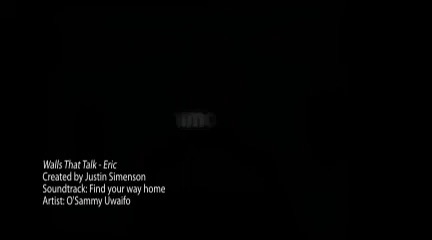 Walls That Talk - Eric
Created by Justin Simenson
Soundtrack: Find your way home
Artist: O'Sammy Uwaifo